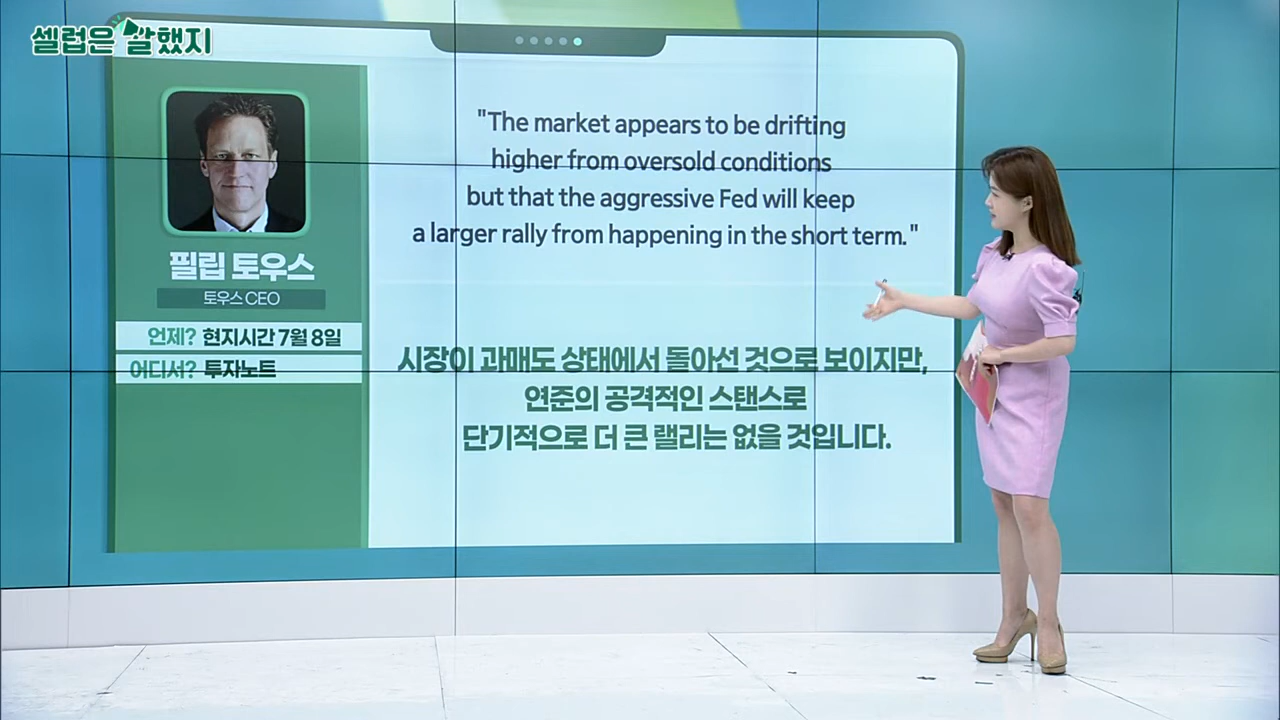 셀럽은 말했지
"The market appears to be drifting
higher from oversold conditions
but that the aggressive Fed will keep
a larger rally from happening in the short term."
필립 토우스
토우스 CEO
언제? 현지시간 7월 8일
어디서? 투자노트
시장이 과매도 상태에서 돌아선 것으로 보이지만,
연준의 공격적인 스탠스로
단기적으로 더 큰 랠리는 없을 것입니다.